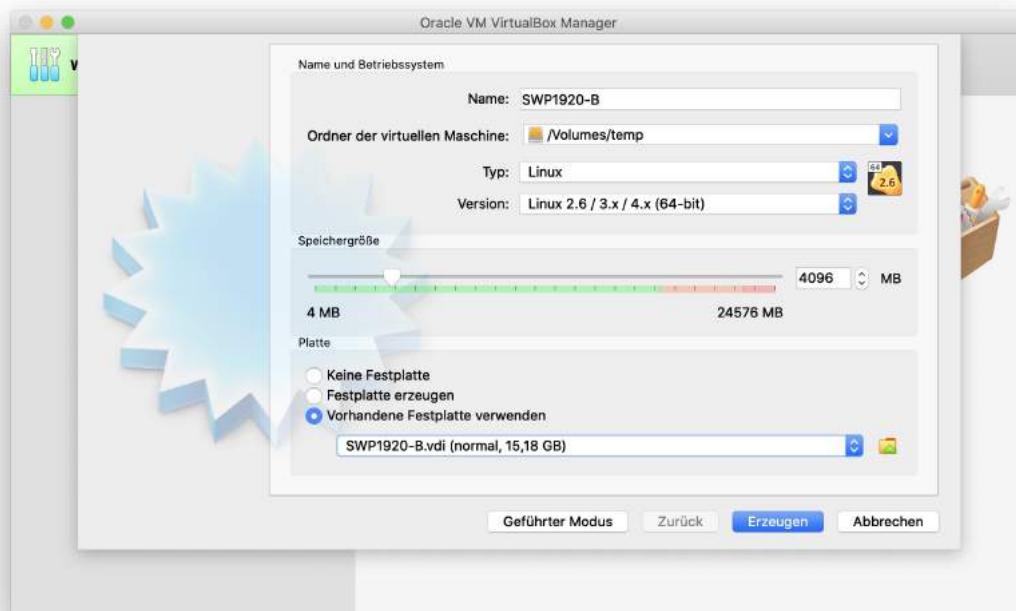 Oracle VM VirtualBox Manager
Name und Betriebssystem
Name: SWP1920-B
Ordner der virtuellen Maschine: /Volumes/temp
Typ: Linux
64
2.6
Version: Linux 2.6 / 3.x / 4.x (64-bit)
Speichergröße
4096 MB
4 MB 24576 MB
Platte
Keine Festplatte
Festplatte erzeugen
Vorhandene Festplatte verwenden
SWP1920-B.vdi (normal, 15,18 GB)
Geführter Modus Zurück Erzeugen Abbrechen